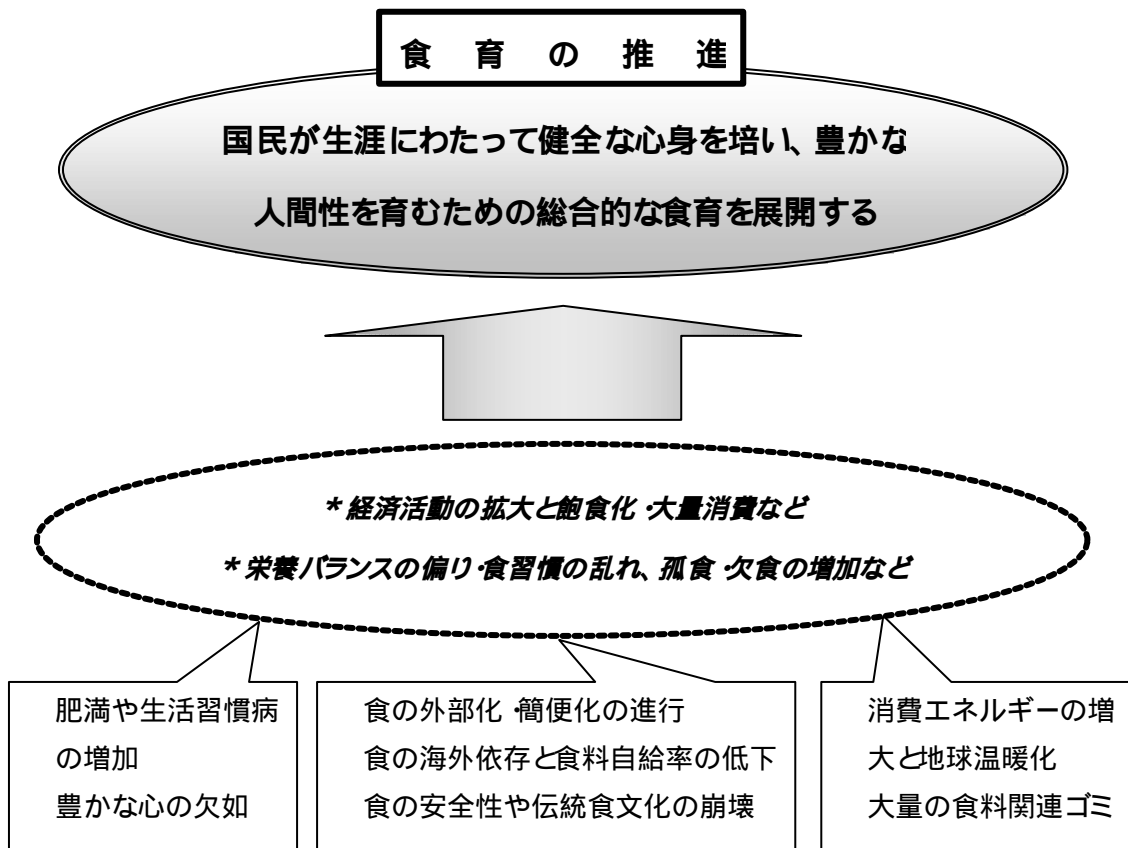 食育の推進
国民が生涯にわたって健全な心身を培い、豊かな
人間性を育むための総合的な食育を展開する
*経済活動の拡大と飽食化・大量消費など
*栄養バランスの偏り・食習慣の乱れ、孤食・欠食の増加など
肥満や生活習慣病
の増加
豊かな心の欠如
食の外部化・簡便化の進行
食の海外依存と食料自給率の低下
食の安全性や伝統食文化の崩壊
消費エネルギーの増
大と地球温暖化
大量の食料関連ゴミ